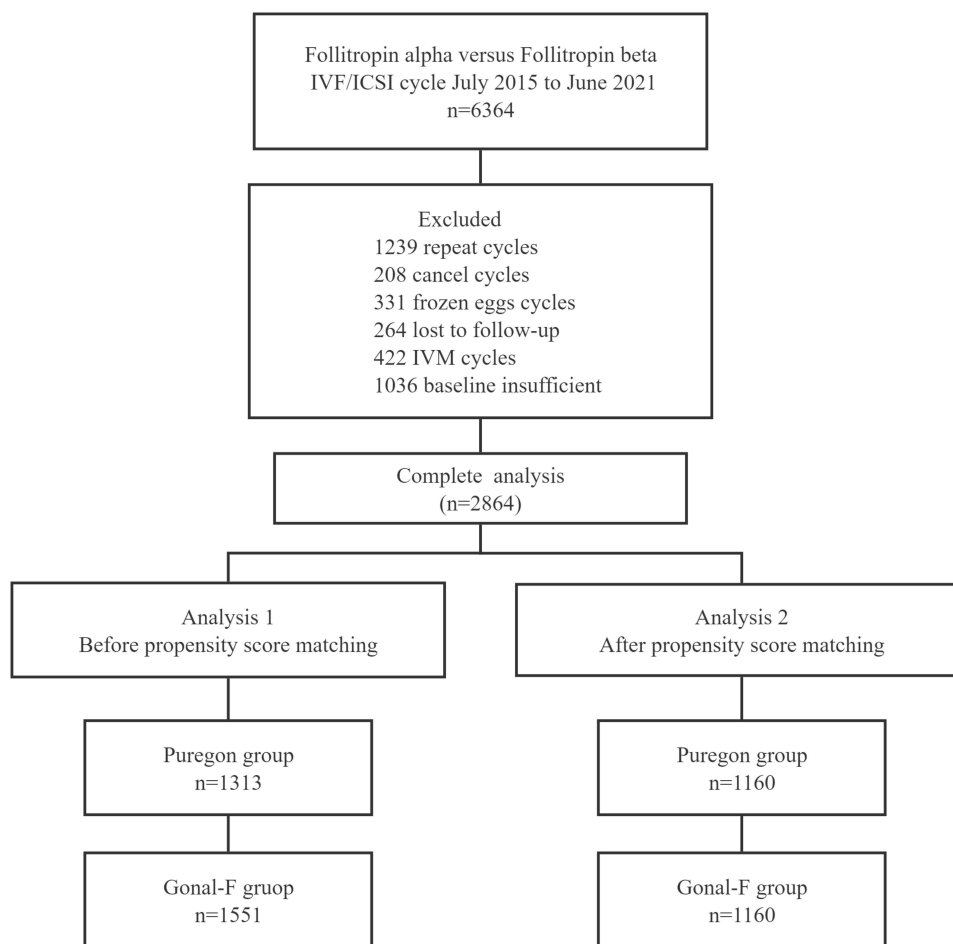 Follitropin alpha versus Follitropin beta
IVF/ICSI cycle July 2015 to June 2021
n=6364
Excluded
1239 repeat cycles
208 cancel cycles
331 frozen eggs cycles
264 lost to follow-up
422 IVM cycles
1036 baseline insufficient
Complete analysis
(n=2864)
Analysis 1
Before propensity score matching
Puregon group
n=1313
Gonal-F gruop
n=1551
Analysis 2
After propensity score matching
Puregon group
n=1160
Gonal-F group
n=1160